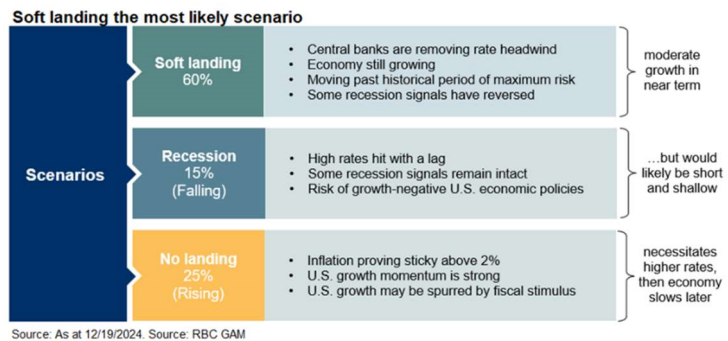 Soft landing the most likely scenario
Scenarios
Soft landing
60%
• Central banks are removing rate headwind
• Economy still growing
• Moving past historical period of maximum risk
• Some recession signals have reversed
moderate
growth in
near term
Recession
15%
(Falling)
• High rates hit with a lag
• Some recession signals remain intact
• Risk of growth-negative U.S. economic policies
…but would
likely be short
and shallow
No landing
25%
(Rising)
• Inflation proving sticky above 2%
• U.S. growth momentum is strong
• U.S. growth may be spurred by fiscal stimulus
necessitates
higher rates,
then economy
slows later
Source: As at 12/19/2024. Source: RBC GAM